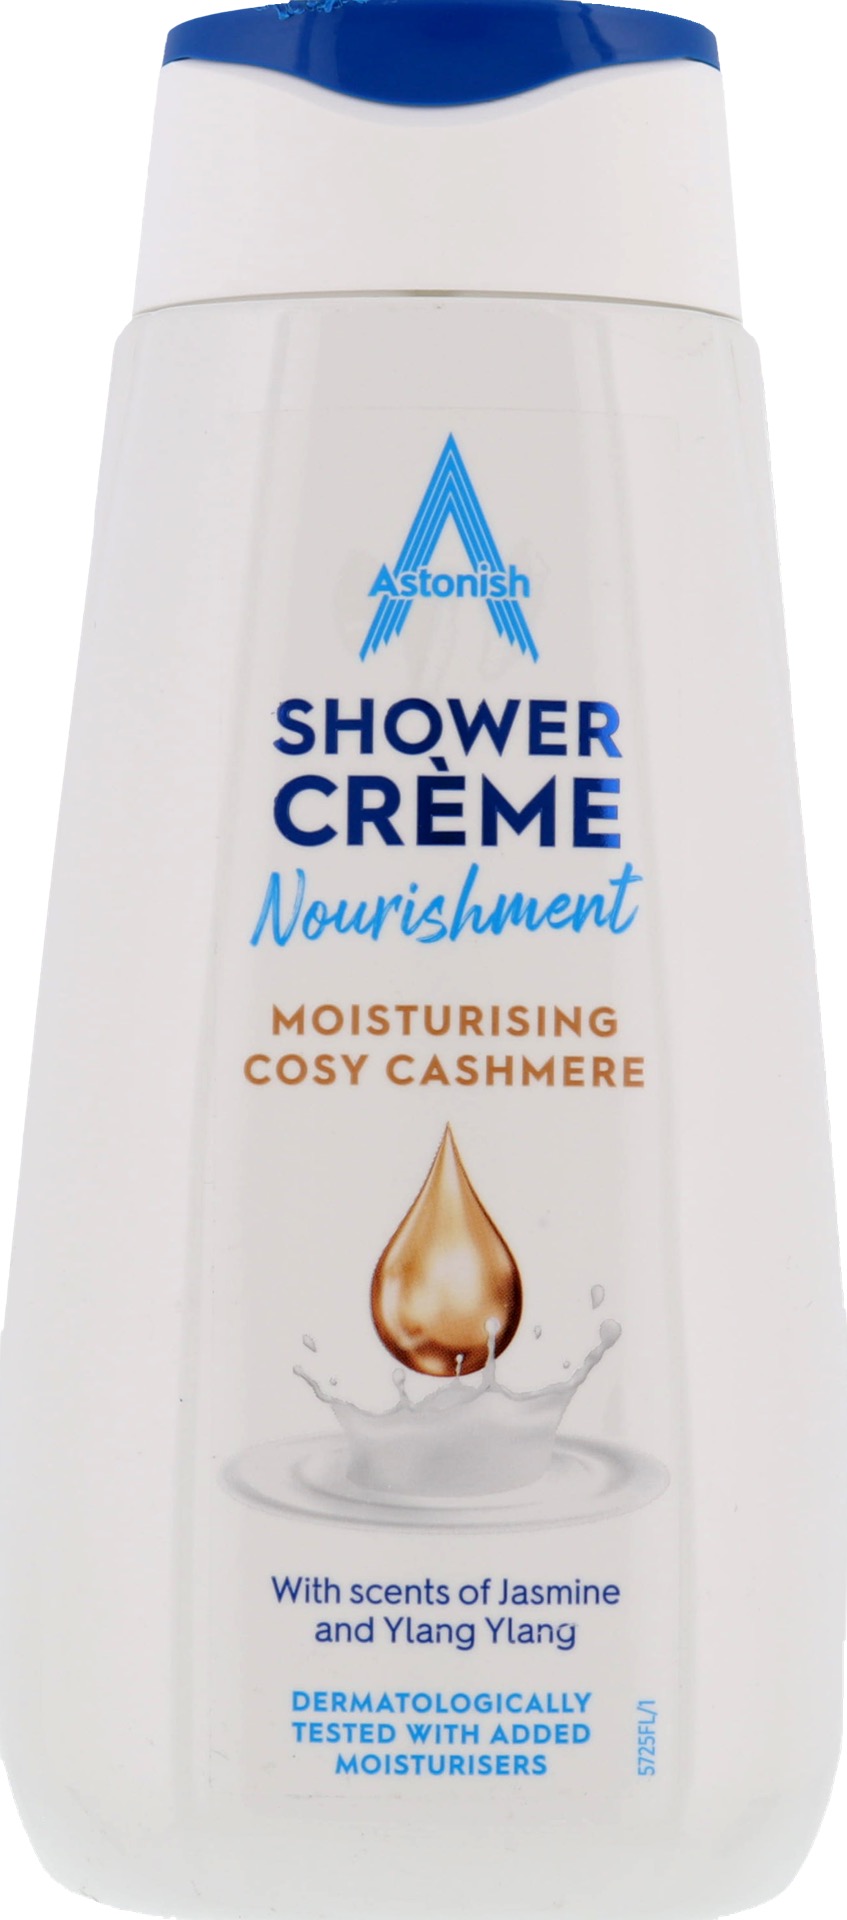 Astonish
SHOWER
CRÈME
Nourishment
MOISTURISING
COSY CASHMERE
With scents of Jasmine
and Ylang Ylang
DERMATOLOGICALLY
TESTED WITH ADDED
MOISTURISERS
5725FL/1